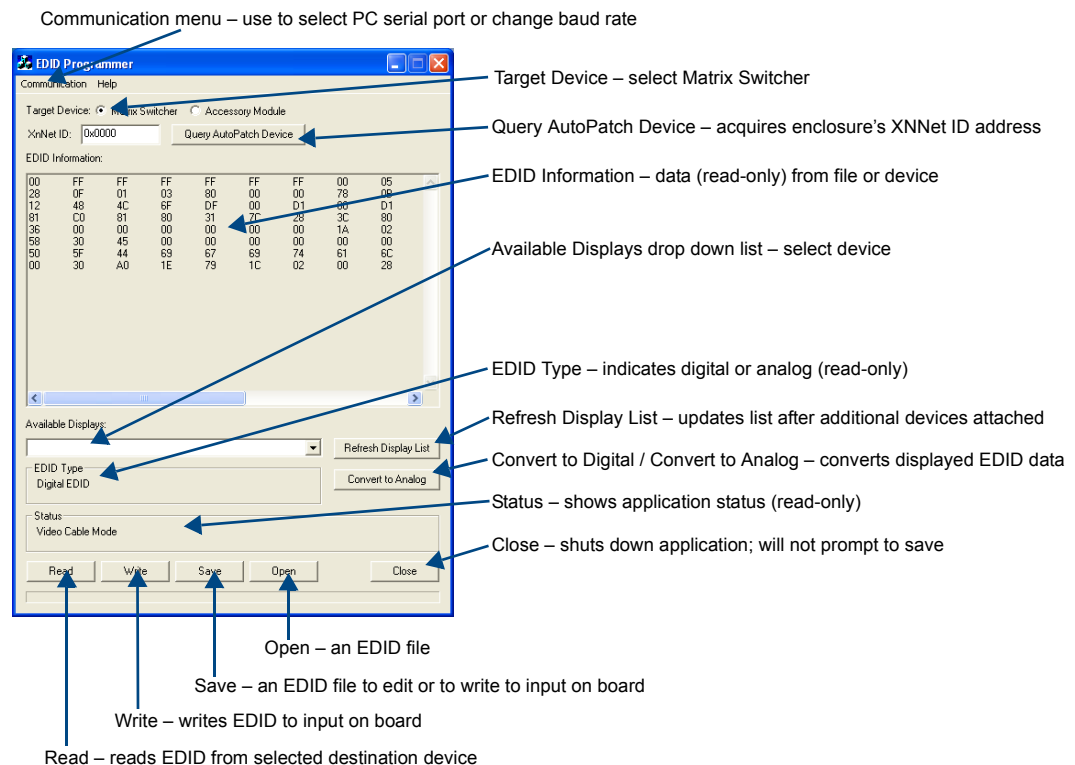 Communication menu – use to select PC serial port or change baud rate
EDID Programmer
Communication Help
Target Device – select Matrix Switcher
Target Device: Matrix Switcher Accessory Module
XnNet ID: 0x0000 Query AutoPatch Device
Query AutoPatch Device – acquires enclosure's XNNet ID address
EDID Information:
EDID Information – data (read-only) from file or device
00 FF FF FF FF FF FF 00 05
28 0F 01 03 80 00 00 78 0B
12 48 4C 6F DF 00 D1 00 D1
81 C0 81 80 31 7C 28 3C 80
36 00 00 00 00 00 00 1A 02
58 30 45 00 00 00 00 00 00
50 5F 44 69 67 69 74 61 6C
00 30 A0 1E 79 1C 02 00 28
Available Displays drop down list – select device
EDID Type – indicates digital or analog (read-only)
Available Displays:
Refresh Display List – updates list after additional devices attached
Refresh Display List
EDID Type
Digital EDID
Convert to Analog
Convert to Digital / Convert to Analog – converts displayed EDID data
Status
Video Cable Mode
Status – shows application status (read-only)
Close – shuts down application; will not prompt to save
Read Write Save Open Close
Open – an EDID file
Save – an EDID file to edit or to write to input on board
Write – writes EDID to input on board
Read – reads EDID from selected destination device